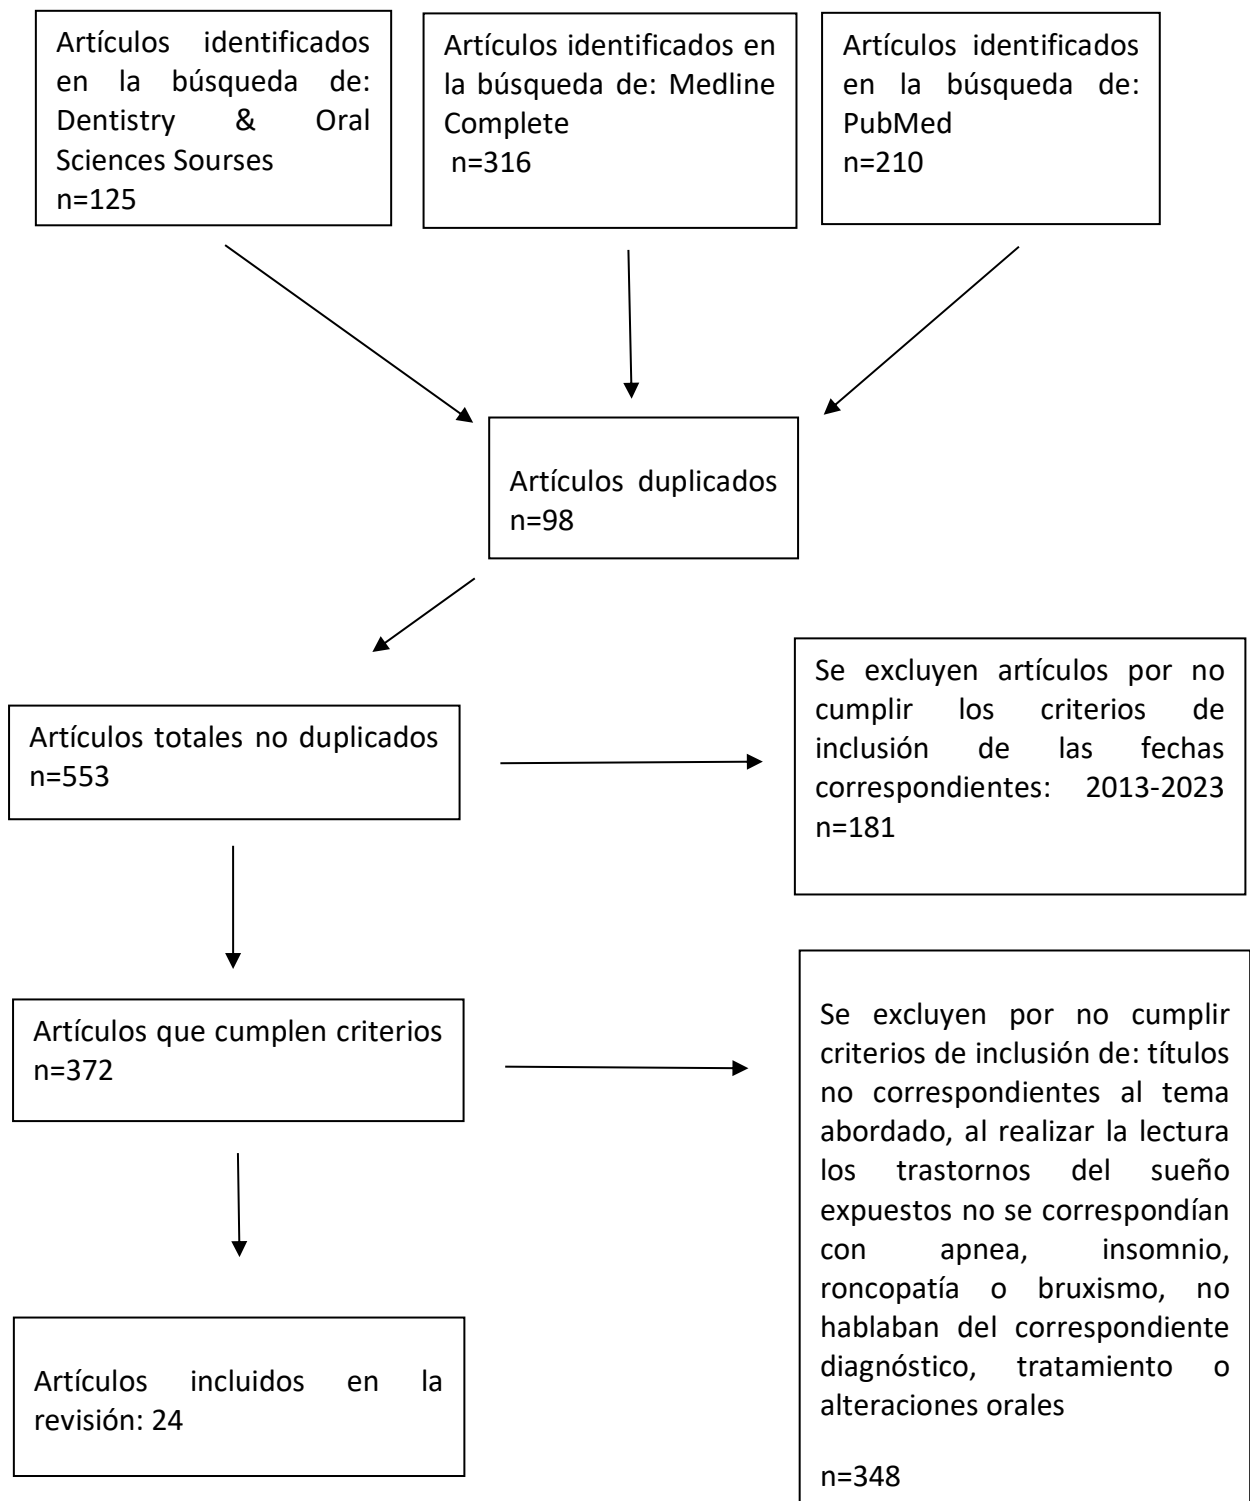 Artículos identificados
en la búsqueda de:
Dentistry & Oral
Sciences Sourses
n=125
Artículos identificados en
la búsqueda de: Medline
Complete
n=316
Artículos identificados
en la búsqueda de:
PubMed
n=210
Artículos duplicados
n=98
Artículos totales no duplicados
n=553
Se excluyen artículos por no
cumplir los criterios de
inclusión de las fechas
correspondientes: 2013-2023
n=181
Artículos que cumplen criterios
n=372
Se excluyen por no cumplir
criterios de inclusión de: títulos
no correspondientes al tema
abordado, al realizar la lectura
los trastornos del sueño
expuestos no se correspondían
con apnea, insomnio,
roncopatía o bruxismo, no
hablaban del correspondiente
diagnóstico, tratamiento o
alteraciones orales
n=348
Artículos incluidos en la
revisión: 24